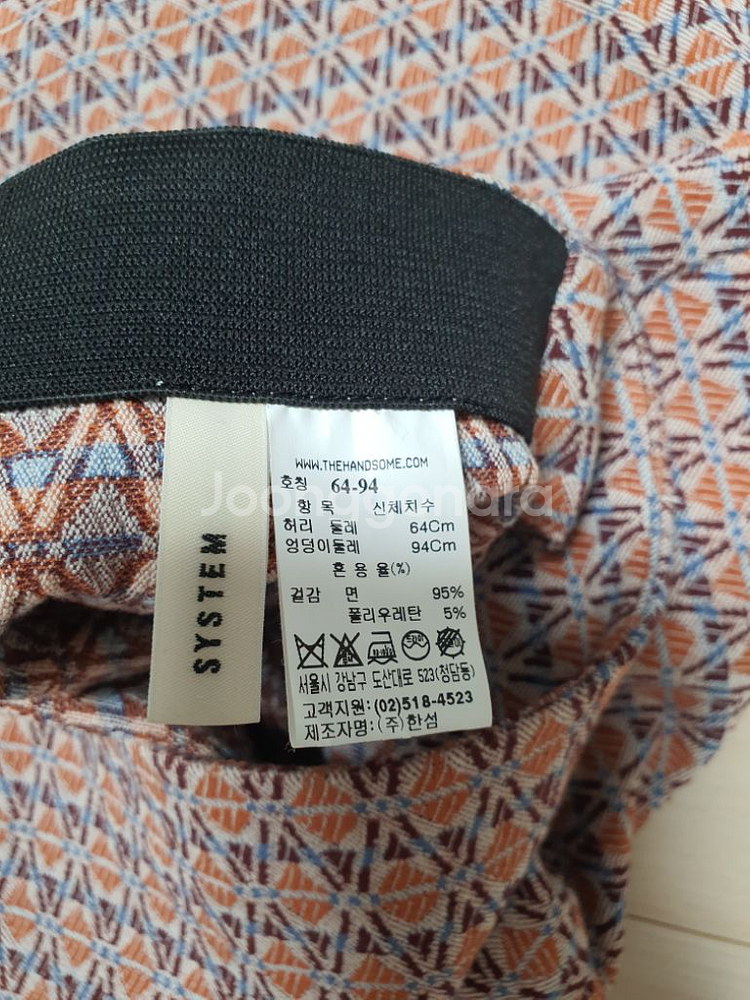 WWW.THEHANDSOME.COM
호칭 64-94
항 목 신체치수
허리 둘레 64Cm
엉덩이둘레 94Cm
혼 용 율(%)
겉감 면 95%
폴리우레탄 5%
서울시 강남구 도산대로 523(청담동)
고객지원: (02)518-4523
제조자명: (주)한섬
SYSTEM
Joonggonara